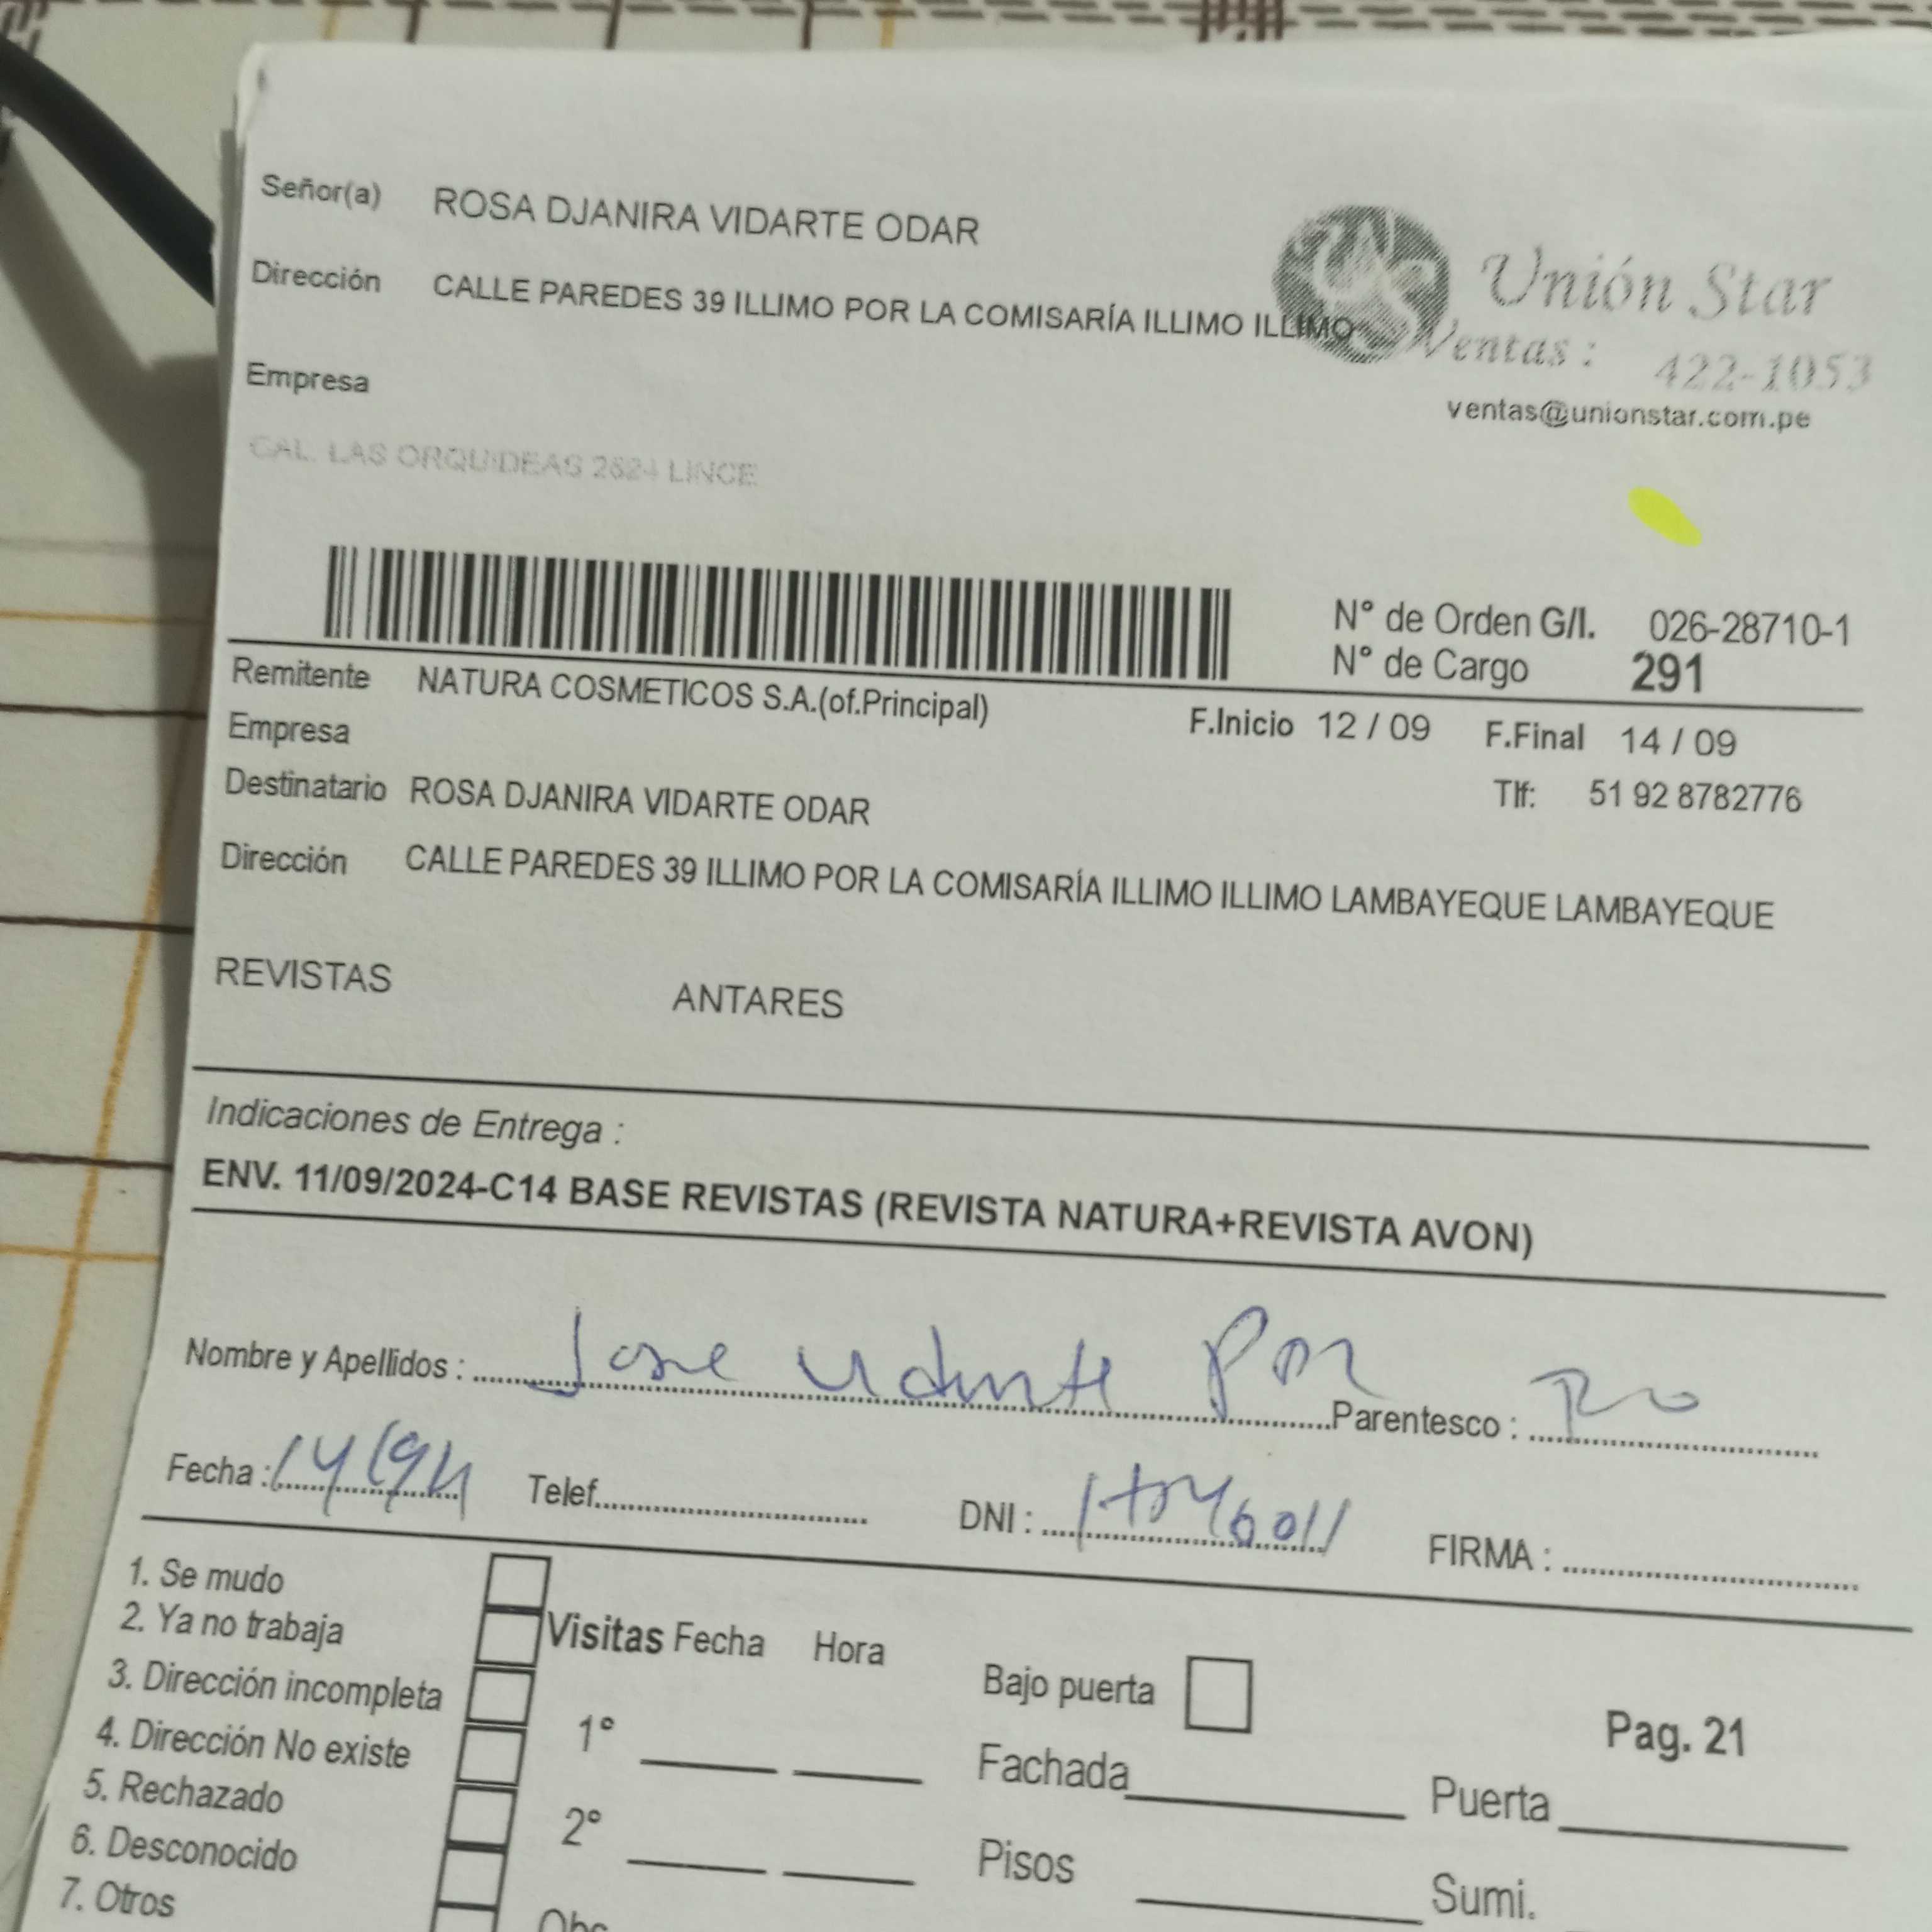 Señor(a) ROSA DJANIRA VIDARTE ODAR
Dirección CALLE PAREDES 39 ILLIMO POR LA COMISARÍA ILLIMO ILLIMO
Unión Star
Ventas : 422-1053
ventas@unionstar.com.pe
Empresa
CAL. LAS ORQUIDEAS 2624 LINCE
N° de Orden G/I. 026-28710-1
N° de Cargo 291
Remitente NATURA COSMETICOS S.A.(of.Principal)
F.Inicio 12 / 09 F.Final 14 / 09
Empresa
Destinatario ROSA DJANIRA VIDARTE ODAR
Tlf: 51 92 8782776
Dirección CALLE PAREDES 39 ILLIMO POR LA COMISARÍA ILLIMO ILLIMO LAMBAYEQUE LAMBAYEQUE
REVISTAS ANTARES
Indicaciones de Entrega :
ENV. 11/09/2024-C14 BASE REVISTAS (REVISTA NATURA+REVISTA AVON)
Nombre y Apellidos : Jose Parentesco :
Fecha : Telef. DNI : FIRMA :
1. Se mudo
2. Ya no trabaja
3. Dirección incompleta
4. Dirección No existe
5. Rechazado
6. Desconocido
7. Otros
Visitas Fecha Hora
1°
2°
Obs
Bajo puerta
Fachada
Pisos
Pag. 21
Puerta
Sumi.